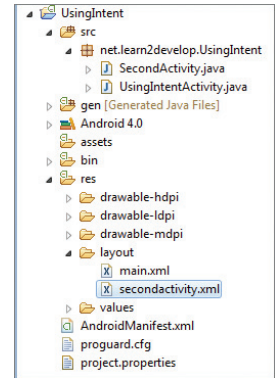 UsingIntent
src
net.learn2develop.UsingIntent
SecondActivity.java
UsingIntentActivity.java
gen [Generated Java Files]
Android 4.0
assets
bin
res
drawable-hdpi
drawable-ldpi
drawable-mdpi
layout
main.xml
secondactivity.xml
values
AndroidManifest.xml
proguard.cfg
project.properties